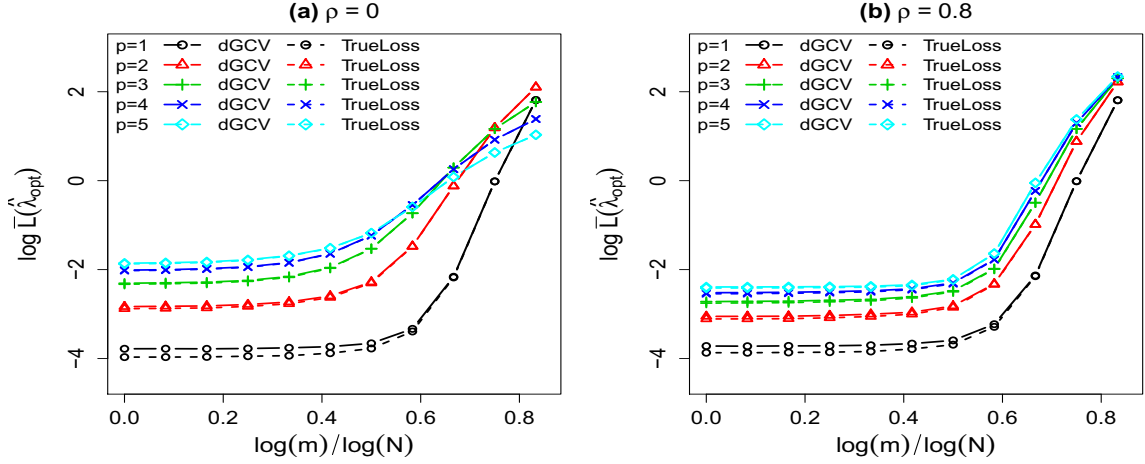 (a) ρ = 0
p=1 dGCV TrueLoss
p=2 dGCV TrueLoss
p=3 dGCV TrueLoss
p=4 dGCV TrueLoss
p=5 dGCV TrueLoss
2
0
−2
−4
log L̅(λ̂opt)
0.0 0.2 0.4 0.6 0.8
log(m)/log(N)
(b) ρ = 0.8
p=1 dGCV TrueLoss
p=2 dGCV TrueLoss
p=3 dGCV TrueLoss
p=4 dGCV TrueLoss
p=5 dGCV TrueLoss
2
0
−2
−4
log L̅(λ̂opt)
0.0 0.2 0.4 0.6 0.8
log(m)/log(N)